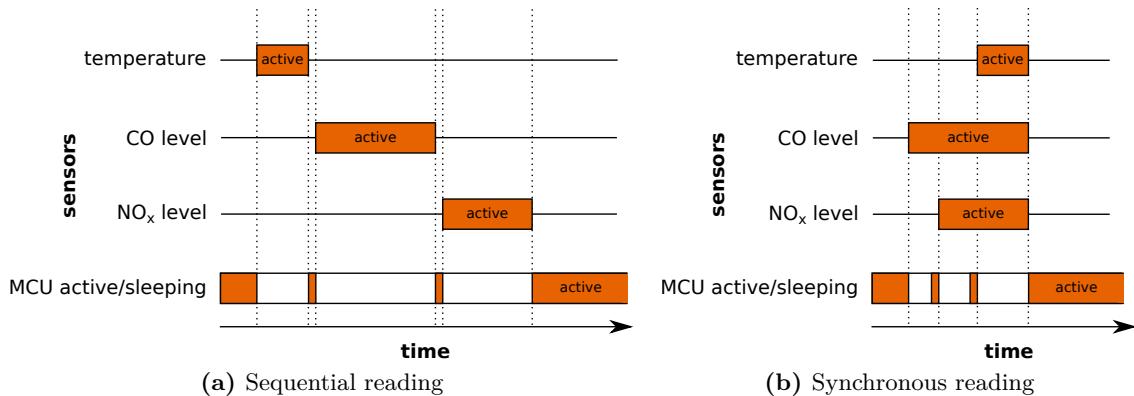 temperature
active
CO level
active
NOx level
active
sensors
MCU active/sleeping
active
time
(a) Sequential reading
temperature
active
CO level
active
NOx level
active
sensors
MCU active/sleeping
active
time
(b) Synchronous reading